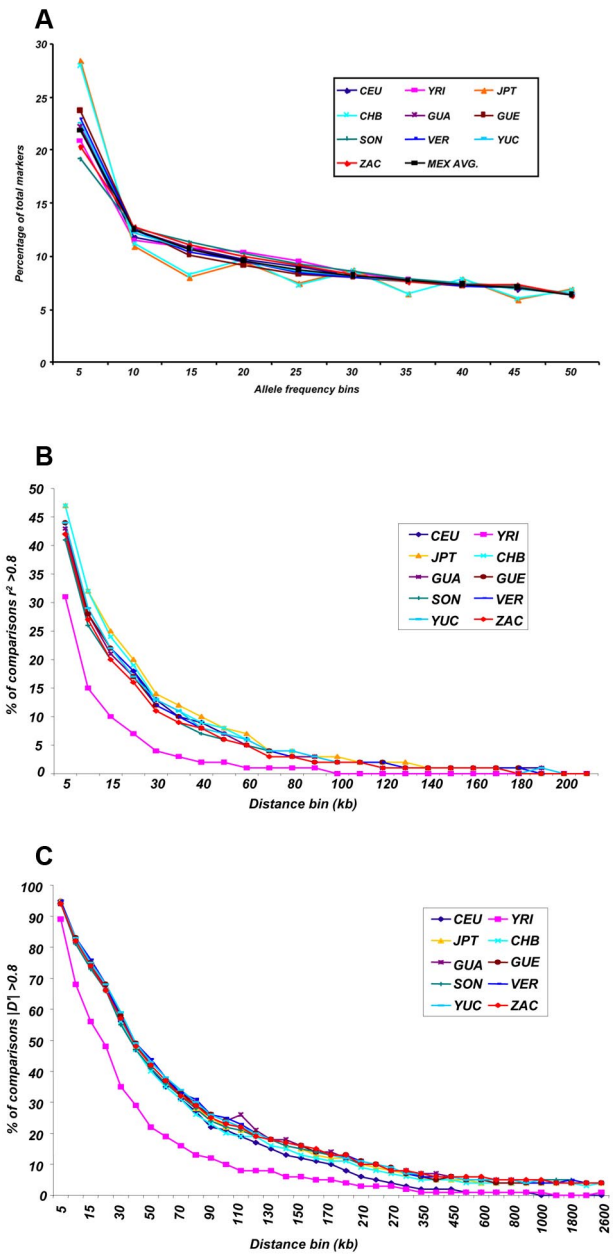 A
30
25
20
15
10
5
0
Percentage of total markers
CEU YRI JPT
CHB GUA GUE
SON VER YUC
ZAC MEX AVG.
5 10 15 20 25 30 35 40 45 50
Allele frequency bins
B
50
45
40
35
30
25
20
15
10
5
0
% of comparisons r² >0.8
CEU YRI
JPT CHB
GUA GUE
SON VER
YUC ZAC
5 15 30 40 60 80 100 120 140 160 180 200
Distance bin (kb)
C
100
90
80
70
60
50
40
30
20
10
0
% of comparisons |D'| >0.8
CEU YRI
JPT CHB
GUA GUE
SON VER
YUC ZAC
5 15 30 50 70 90 110 130 150 170 210 270 350 450 600 800 1000 1800 2600
Distance bin (kb)